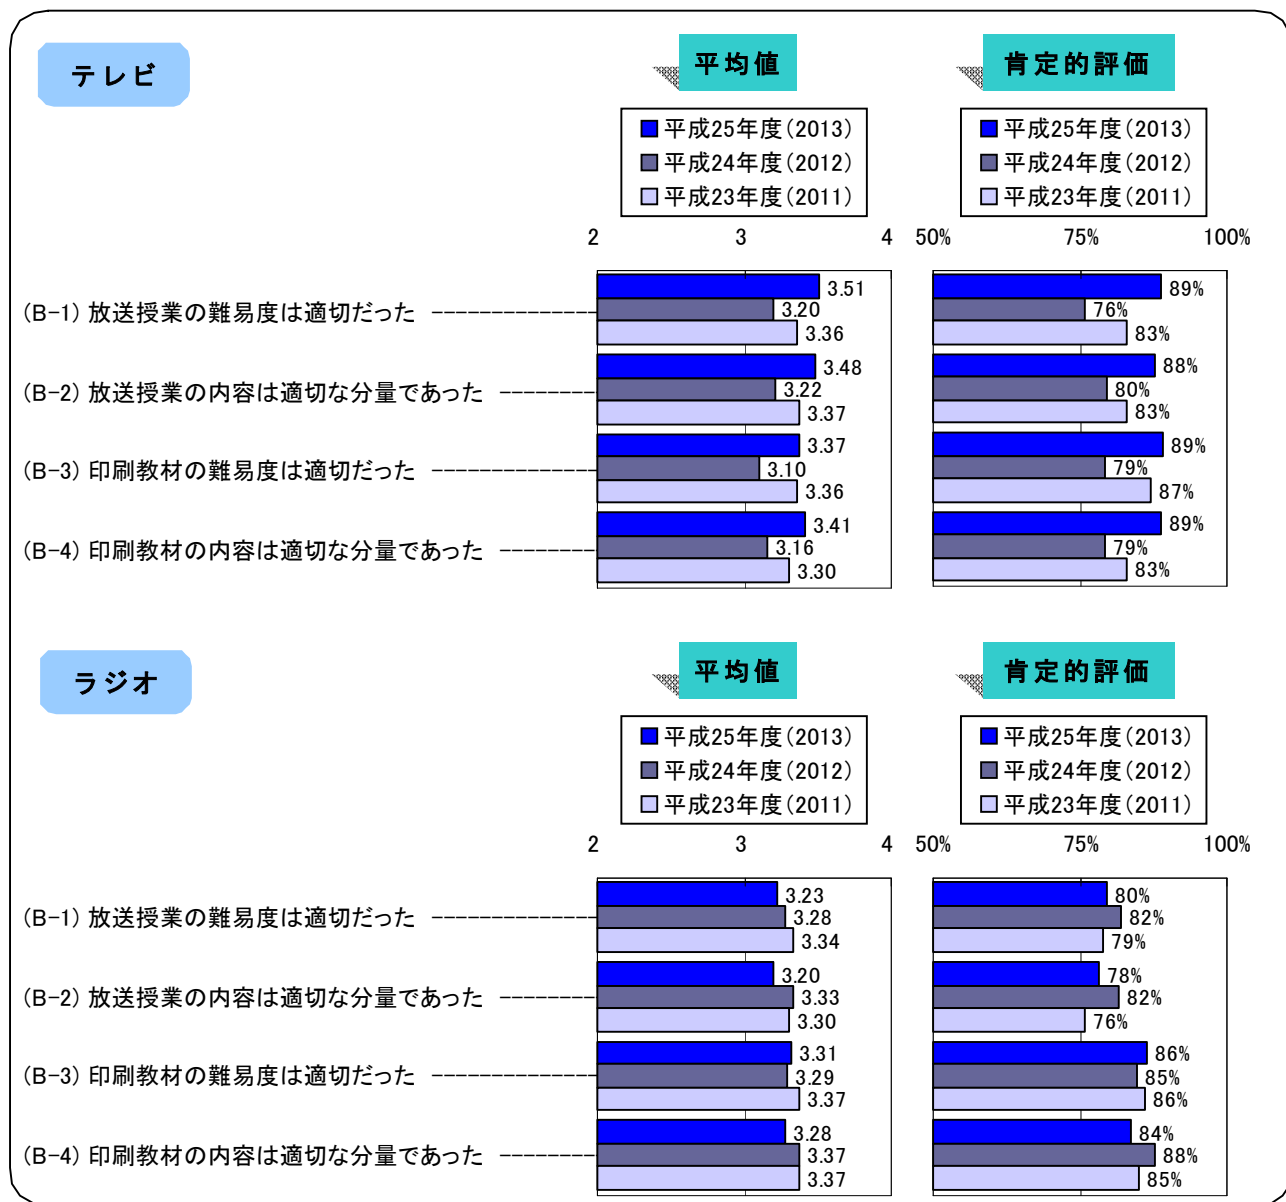 テレビ
平均値
肯定的評価
平成25年度(2013)
平成24年度(2012)
平成23年度(2011)
平成25年度(2013)
平成24年度(2012)
平成23年度(2011)
2 3 4
50% 75% 100%
(B-1) 放送授業の難易度は適切だった
3.51
3.20
3.36
89%
76%
83%
(B-2) 放送授業の内容は適切な分量であった
3.48
3.22
3.37
88%
80%
83%
(B-3) 印刷教材の難易度は適切だった
3.37
3.10
3.36
89%
79%
87%
(B-4) 印刷教材の内容は適切な分量であった
3.41
3.16
3.30
89%
79%
83%
ラジオ
平均値
肯定的評価
平成25年度(2013)
平成24年度(2012)
平成23年度(2011)
平成25年度(2013)
平成24年度(2012)
平成23年度(2011)
2 3 4
50% 75% 100%
(B-1) 放送授業の難易度は適切だった
3.23
3.28
3.34
80%
82%
79%
(B-2) 放送授業の内容は適切な分量であった
3.20
3.33
3.30
78%
82%
76%
(B-3) 印刷教材の難易度は適切だった
3.31
3.29
3.37
86%
85%
86%
(B-4) 印刷教材の内容は適切な分量であった
3.28
3.37
3.37
84%
88%
85%